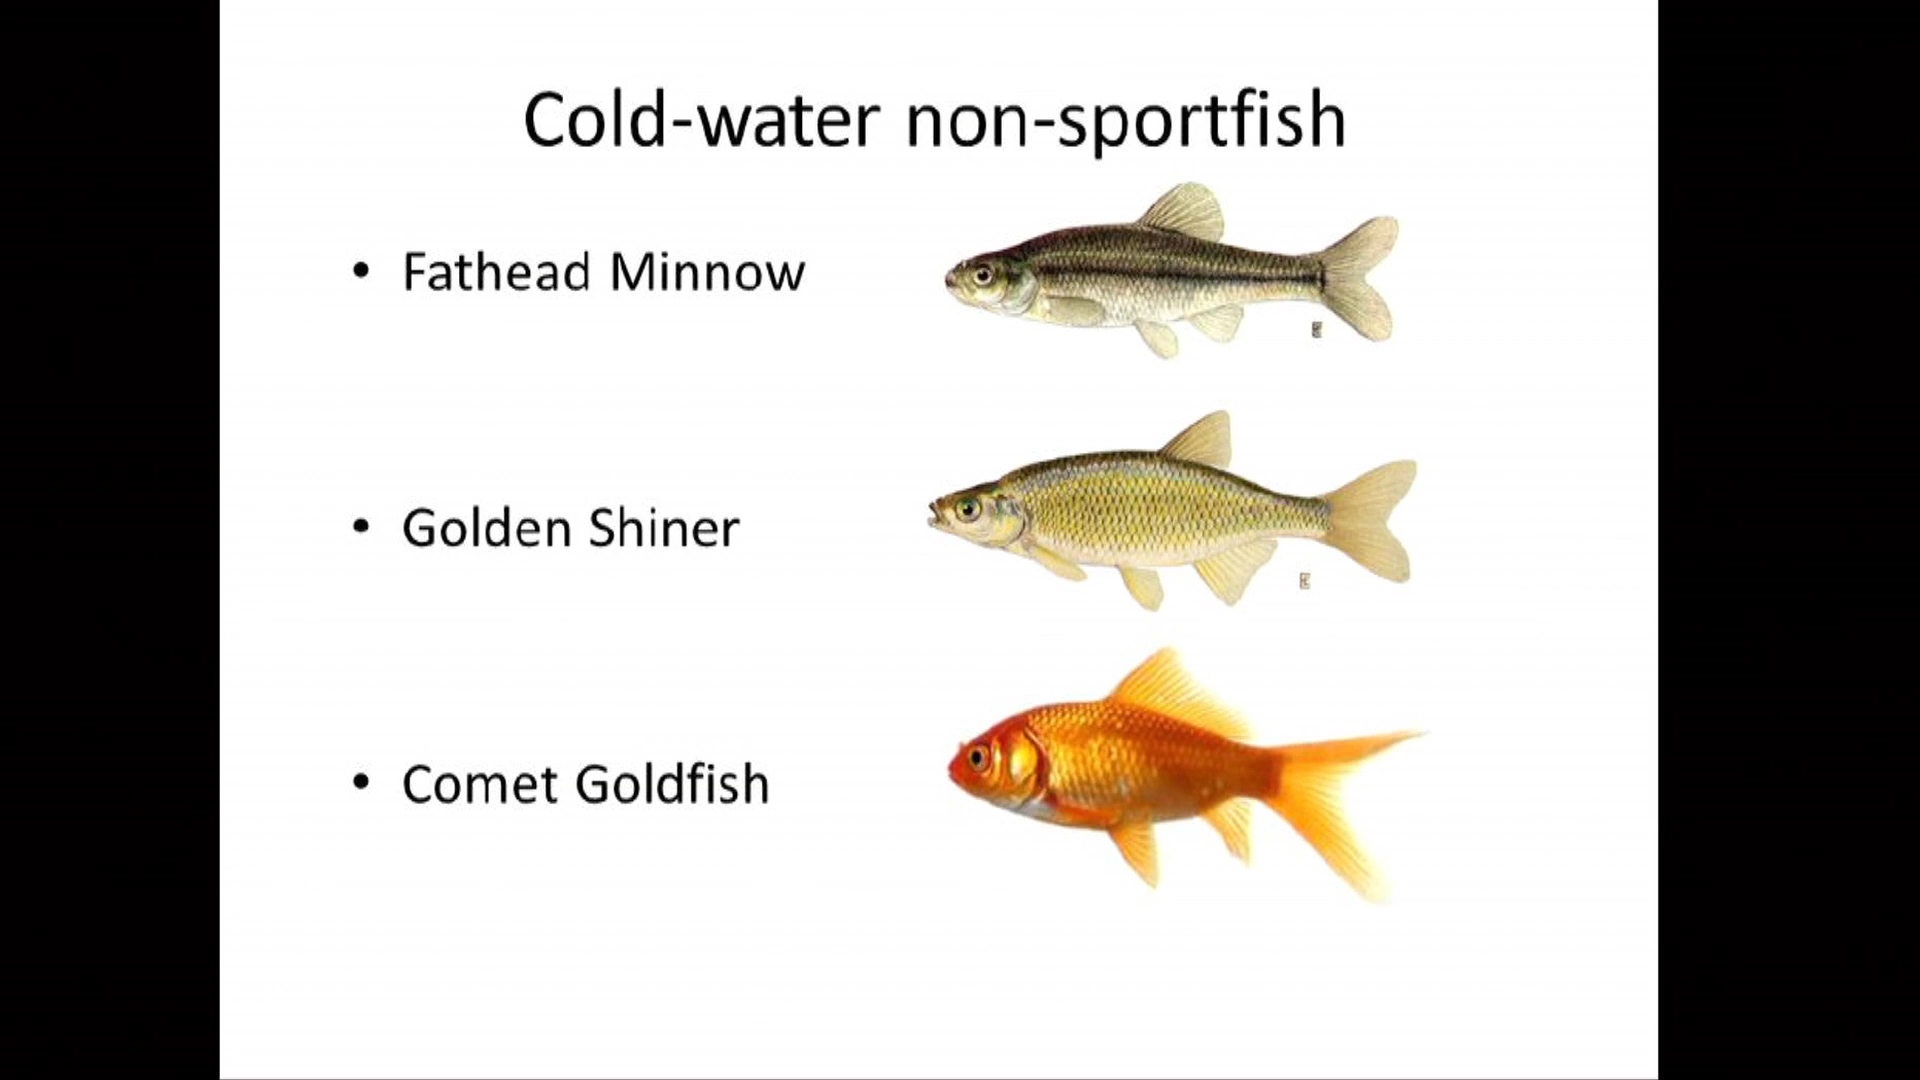 Cold-water non-sportfish
• Fathead Minnow
• Golden Shiner
• Comet Goldfish